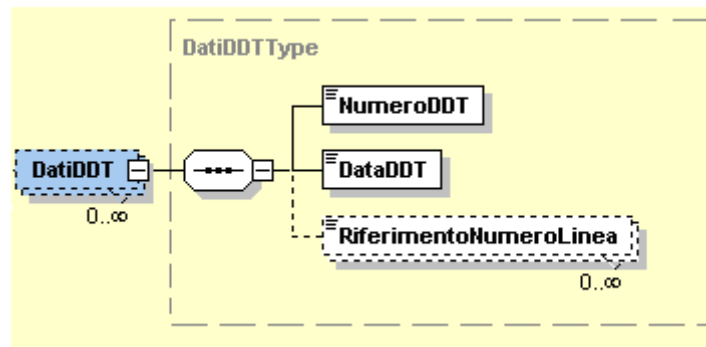 DatiDDTType
NumeroDDT
DatiDDT
DataDDT
0..∞
RiferimentoNumeroLinea
0..∞